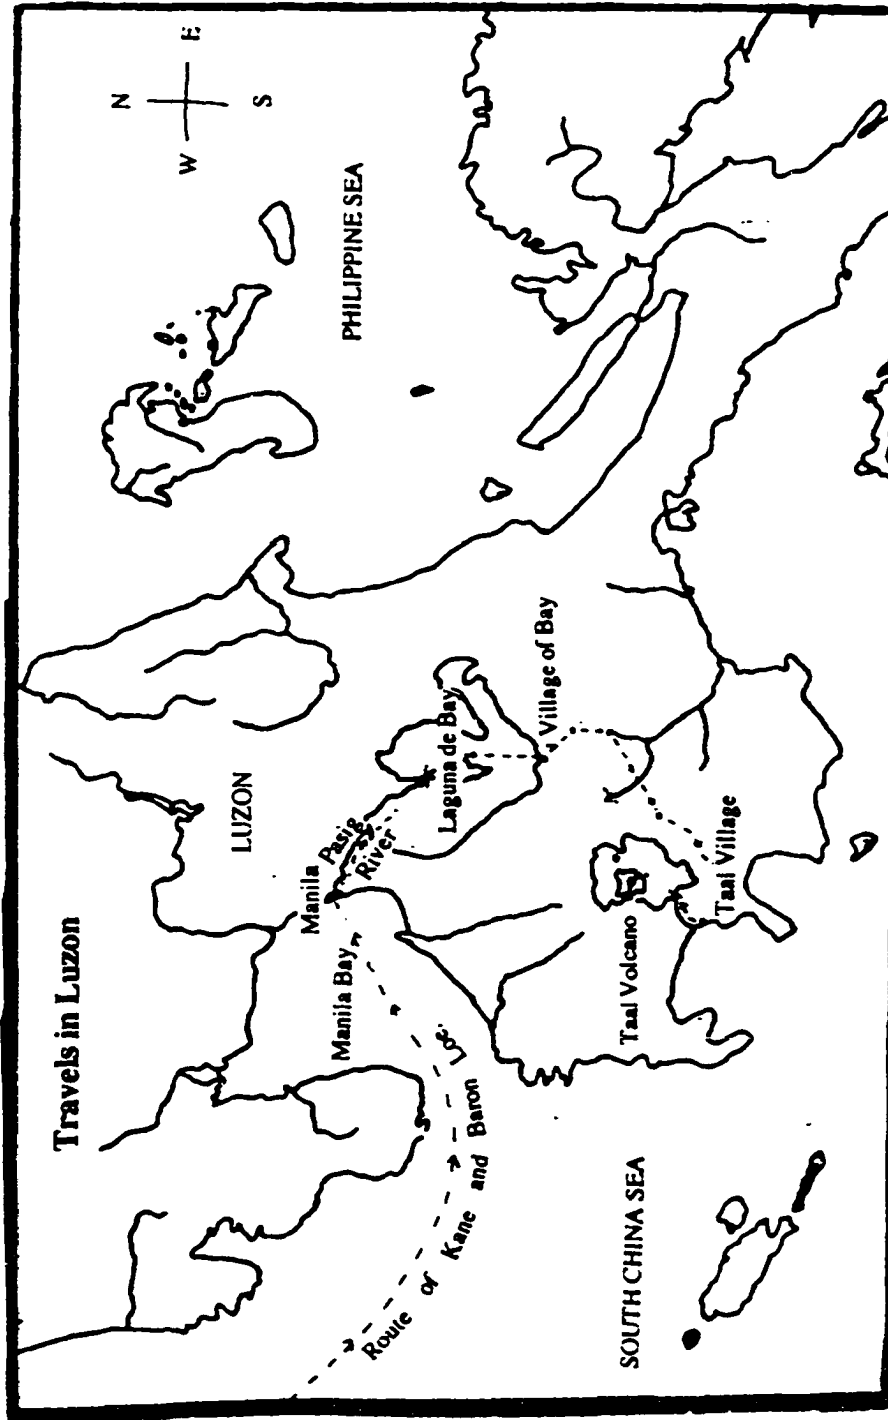 Travels in Luzon
N
W
E
S
LUZON
PHILIPPINE SEA
Manila
Pasig
River
Manila Bay
Laguna de Bay
Village of Bay
Route of Kane and Baron Loë.
Taal Volcano
Taal Village
SOUTH CHINA SEA